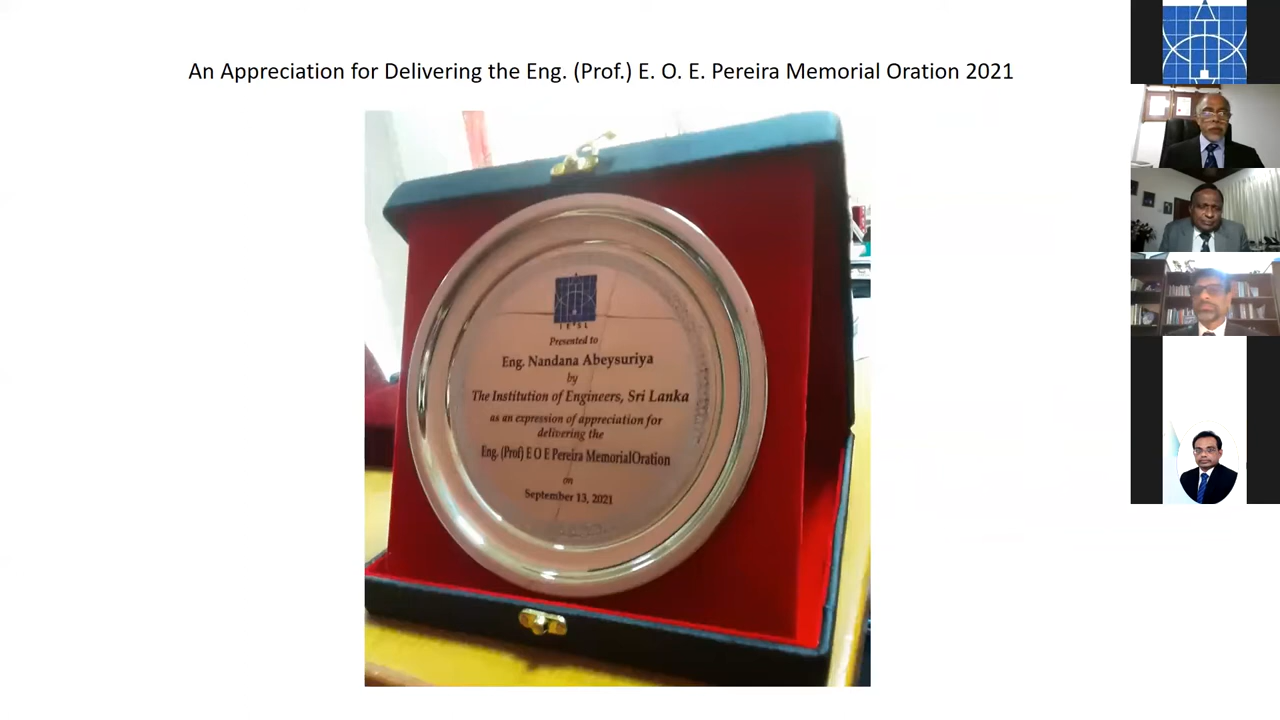 An Appreciation for Delivering the Eng. (Prof.) E. O. E. Pereira Memorial Oration 2021
I E S L
Presented to
Eng. Nandana Abeysuriya
by
The Institution of Engineers, Sri Lanka
as an expression of appreciation for
delivering the
Eng. (Prof) E O E Pereira MemorialOration
on
September 13, 2021